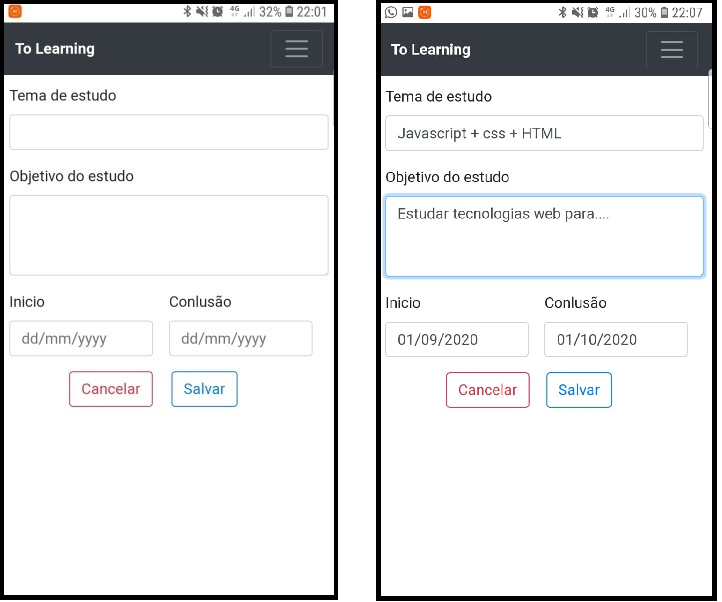 4G 32% 22:01
To Learning
Tema de estudo
Objetivo do estudo
Inicio Conlusão
dd/mm/yyyy dd/mm/yyyy
Cancelar Salvar
4G 30% 22:07
To Learning
Tema de estudo
Javascript + css + HTML
Objetivo do estudo
Estudar tecnologias web para....
Inicio Conlusão
01/09/2020 01/10/2020
Cancelar Salvar